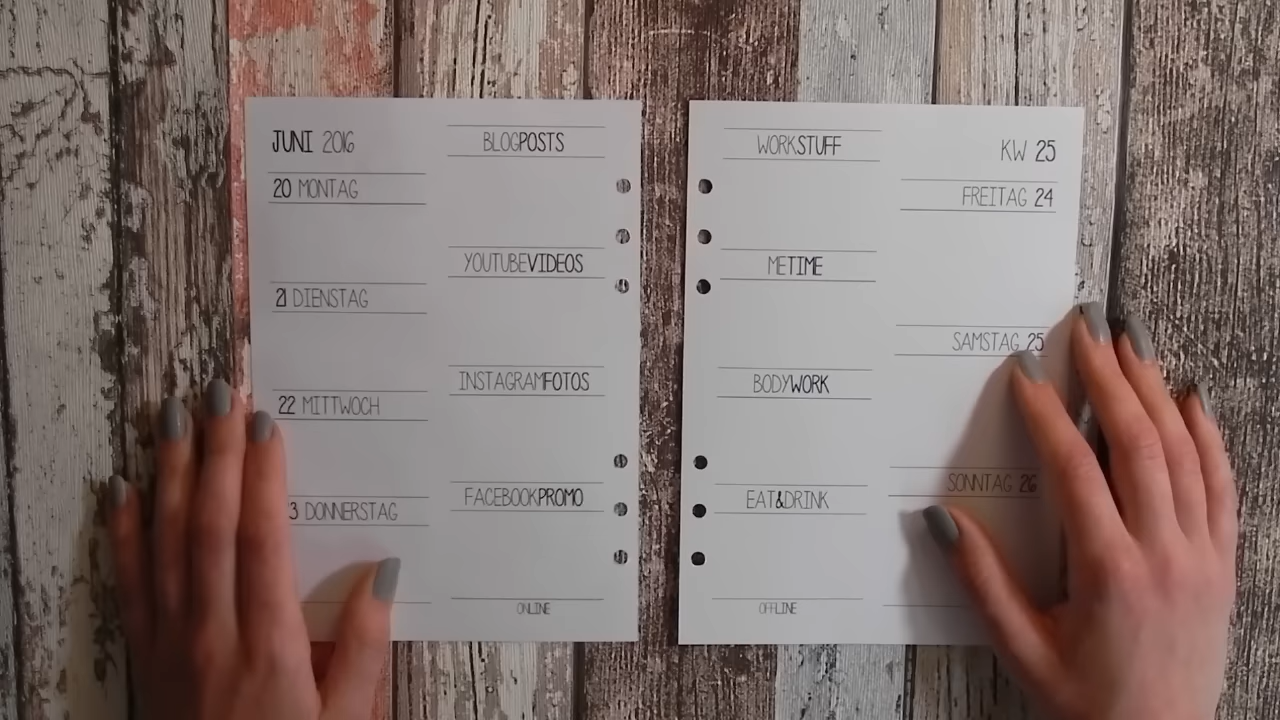 JUNI 2016
20 MONTAG
21 DIENSTAG
22 MITTWOCH
3 DONNERSTAG
BLOGPOSTS
YOUTUBEVIDEOS
INSTAGRAMFOTOS
FACEBOOKPROMO
ONLINE
WORKSTUFF
METIME
BODYWORK
EAT&DRINK
OFFLINE
KW 25
FREITAG 24
SAMSTAG 25
SONNTAG 26